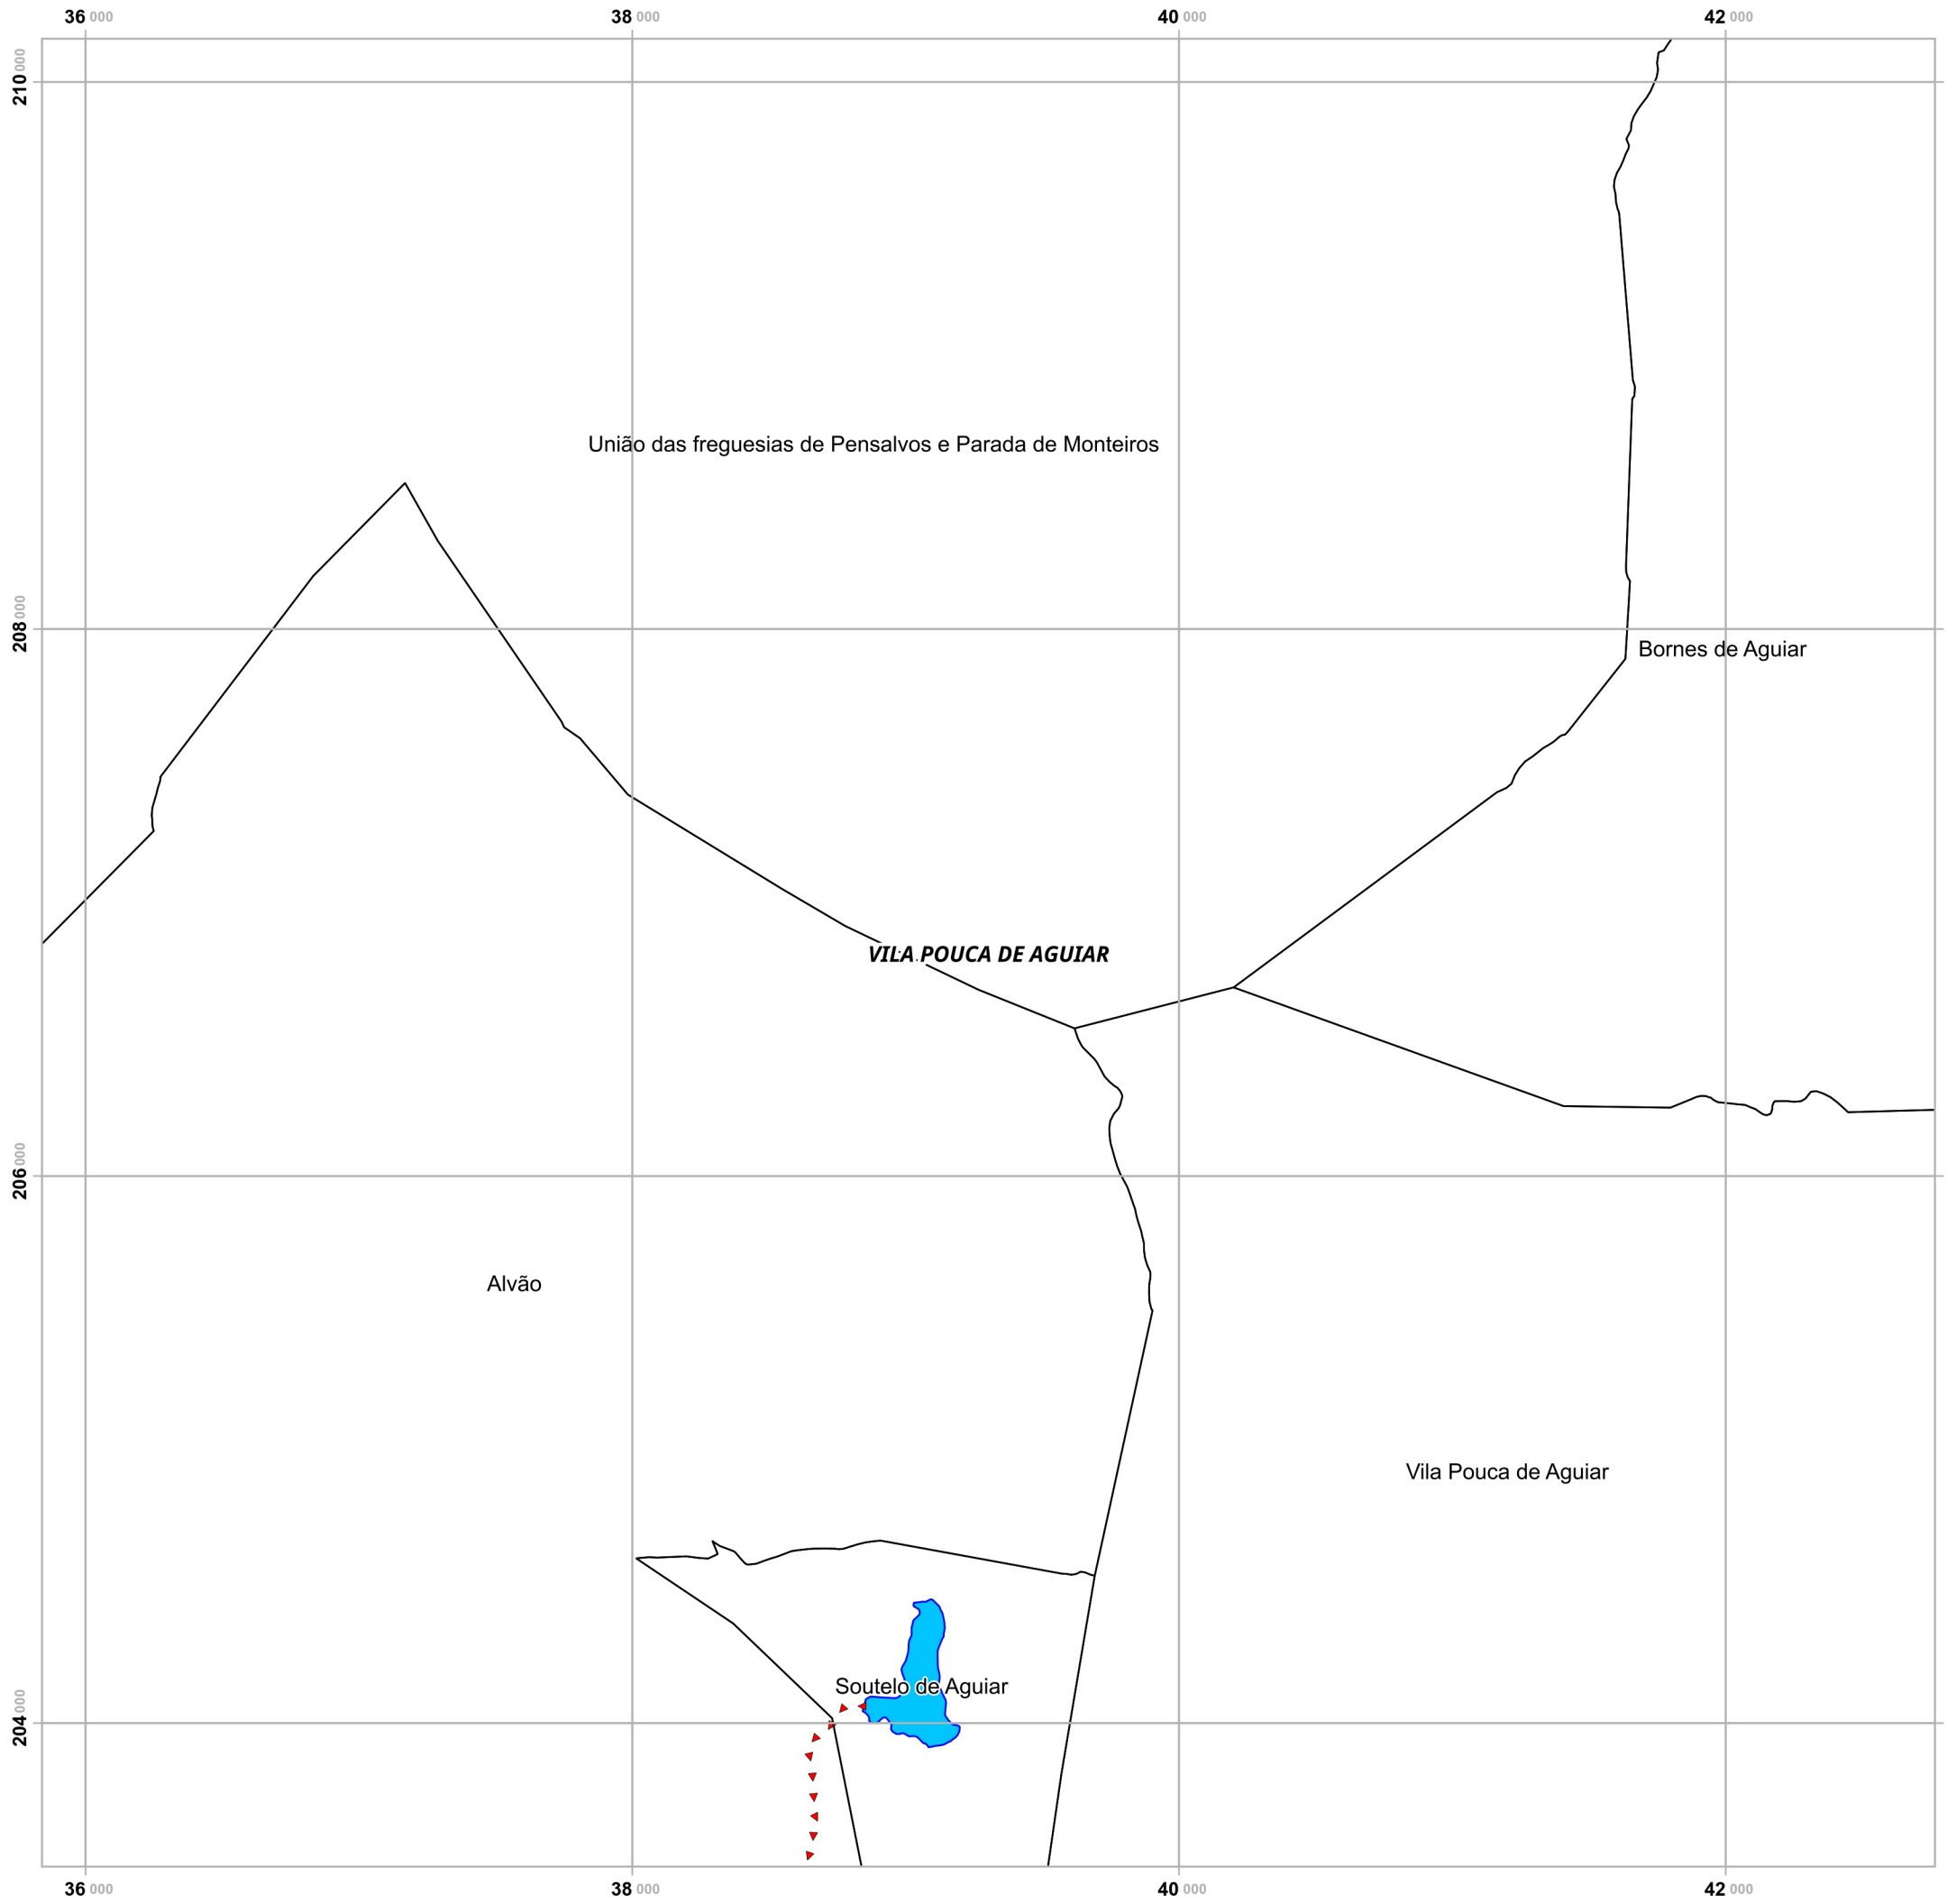 36 000 38 000 40 000 42 000
210 000
União das freguesias de Pensalvos e Parada de Monteiros
208 000
Bornes de Aguiar
VILA POUCA DE AGUIAR
206 000
Alvão
Vila Pouca de Aguiar
Soutelo de Aguiar
204 000
36 000 38 000 40 000 42 000